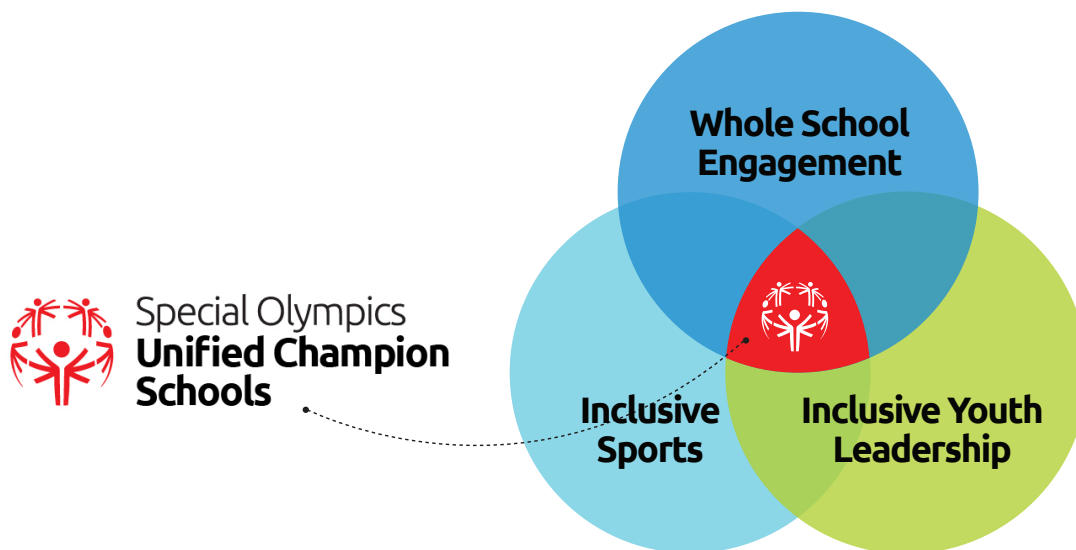 Whole School
Engagement
Special Olympics
Unified Champion
Schools
Inclusive
Sports
Inclusive Youth
Leadership